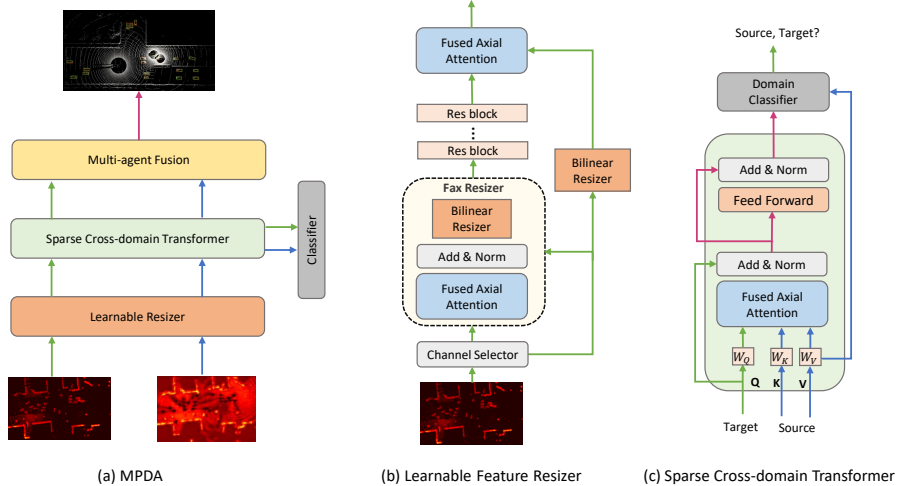 Multi-agent Fusion
Sparse Cross-domain Transformer
Classifier
Learnable Resizer
(a) MPDA
Fused Axial
Attention
Res block
Res block
Bilinear
Resizer
Fax Resizer
Bilinear
Resizer
Add & Norm
Fused Axial
Attention
Channel Selector
(b) Learnable Feature Resizer
Source, Target?
Domain
Classifier
Add & Norm
Feed Forward
Add & Norm
Fused Axial
Attention
W_Q W_K W_V
Q K V
Target Source
(c) Sparse Cross-domain Transformer